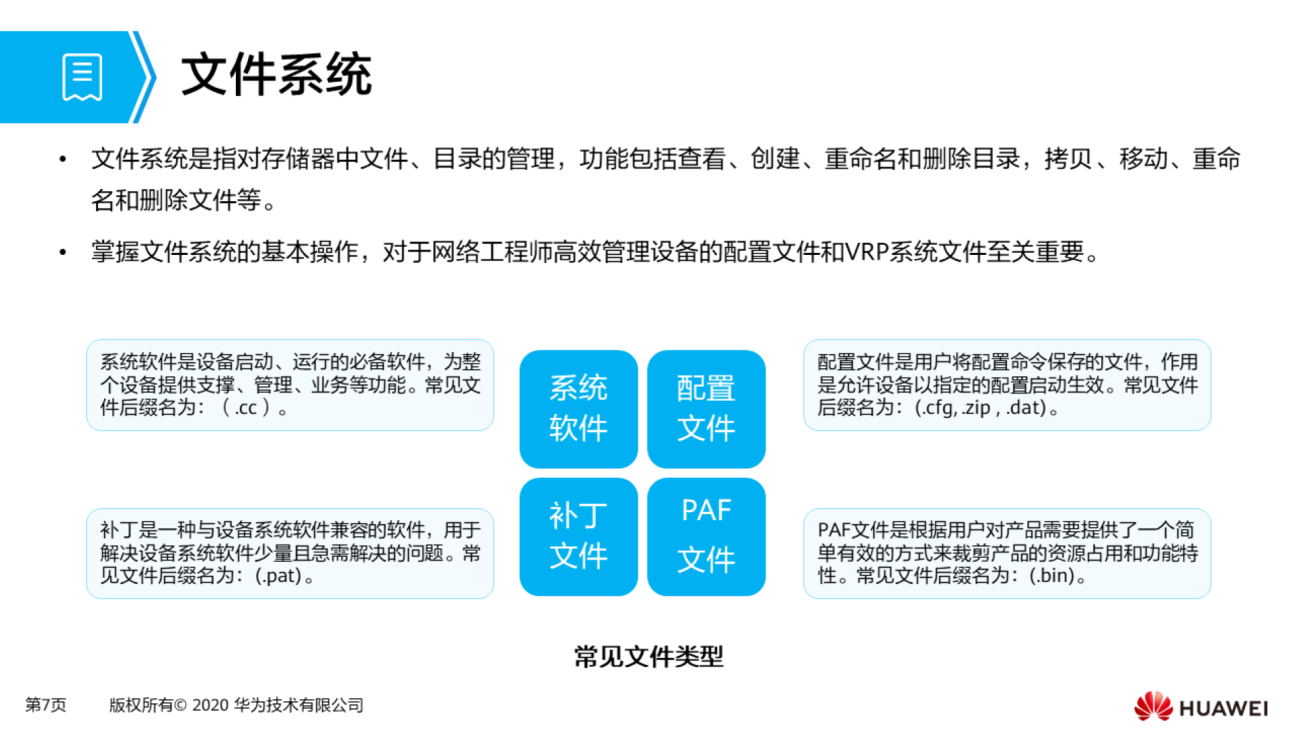 文件系统
• 文件系统是指对存储器中文件、目录的管理，功能包括查看、创建、重命名和删除目录，拷贝、移动、重命
名和删除文件等。
• 掌握文件系统的基本操作，对于网络工程师高效管理设备的配置文件和VRP系统文件至关重要。
系统软件是设备启动、运行的必备软件，为整
个设备提供支撑、管理、业务等功能。常见文
件后缀名为：（ .cc ）。
系统
软件
配置
文件
配置文件是用户将配置命令保存的文件，作用
是允许设备以指定的配置启动生效。常见文件
后缀名为：(.cfg, .zip , .dat)。
补丁是一种与设备系统软件兼容的软件，用于
解决设备系统软件少量且急需解决的问题。常
见文件后缀名为：(.pat)。
补丁
文件
PAF
文件
PAF文件是根据用户对产品需要提供了一个简
单有效的方式来裁剪产品的资源占用和功能特
性。常见文件后缀名为：(.bin)。
常见文件类型
第7页 版权所有© 2020 华为技术有限公司
HUAWEI